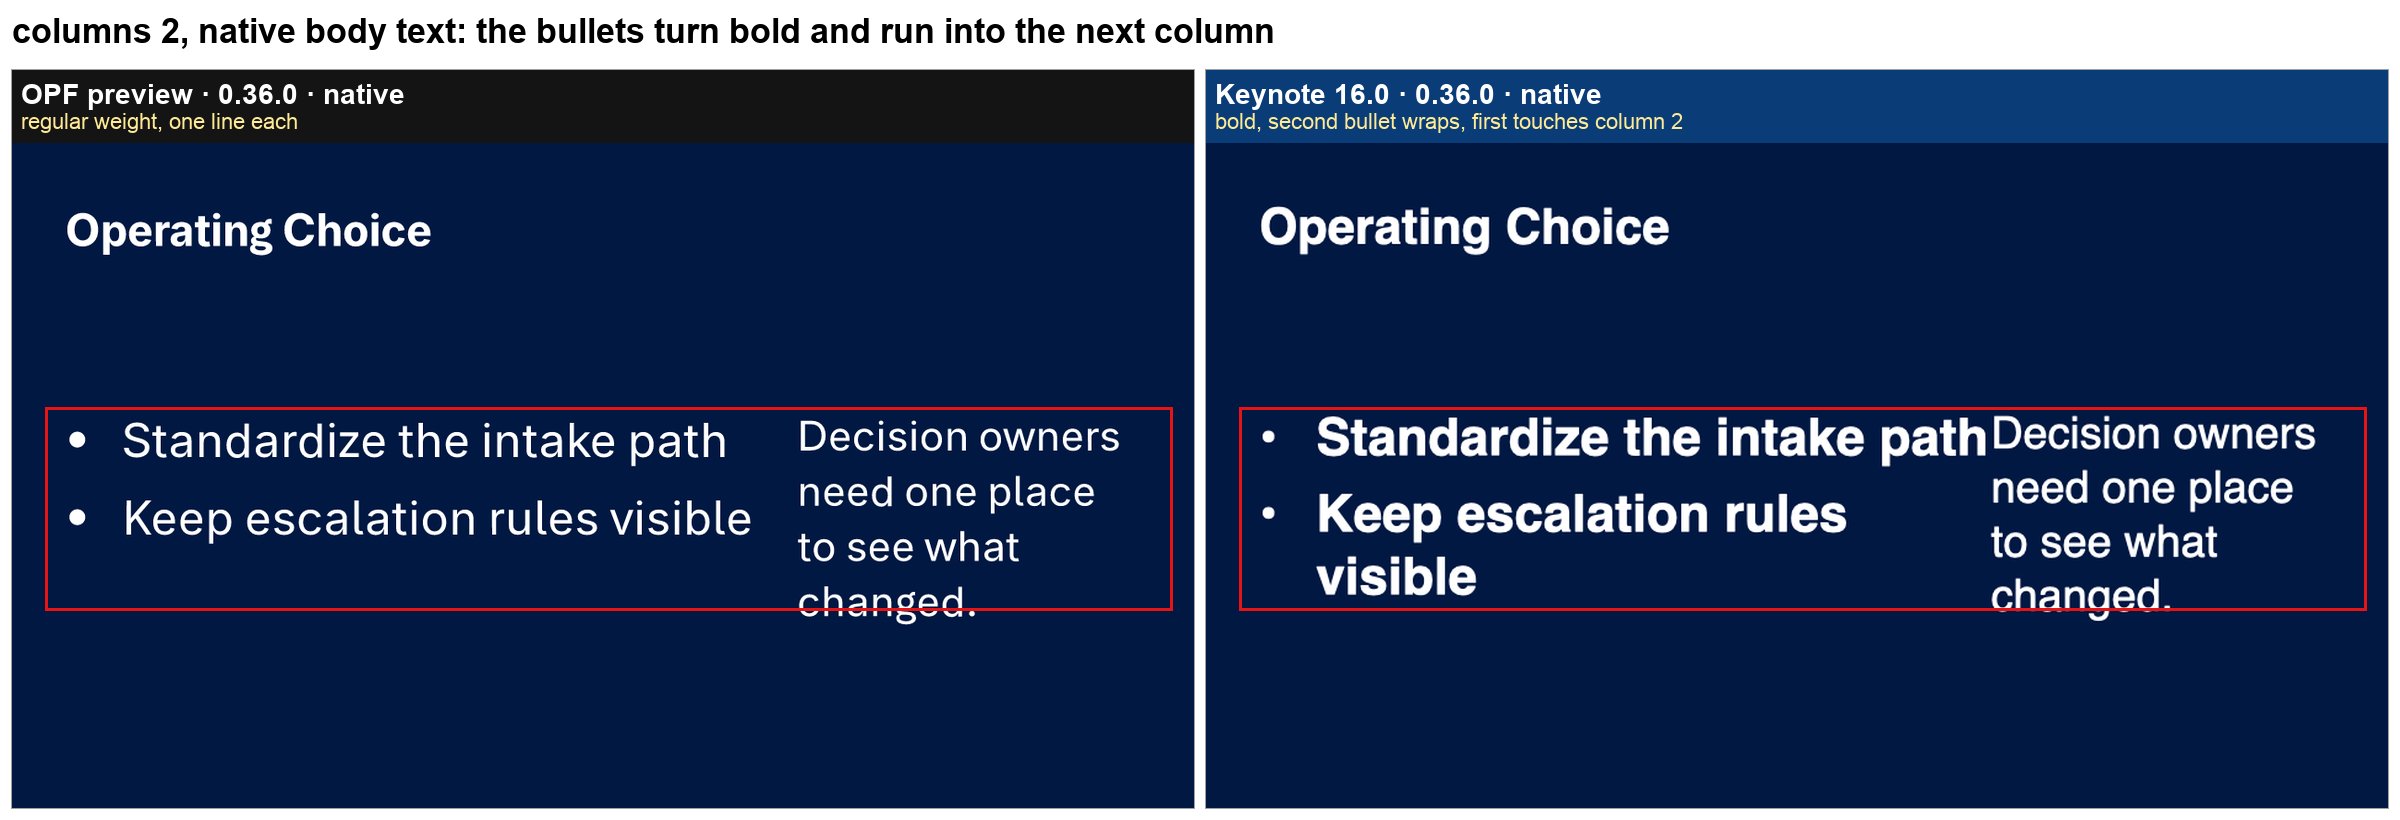 columns 2, native body text: the bullets turn bold and run into the next column
OPF preview · 0.36.0 · native
regular weight, one line each
Operating Choice
• Standardize the intake path
• Keep escalation rules visible
Decision owners
need one place
to see what
changed.
Keynote 16.0 · 0.36.0 · native
bold, second bullet wraps, first touches column 2
Operating Choice
• Standardize the intake path
• Keep escalation rules
visible
Decision owners
need one place
to see what
changed.